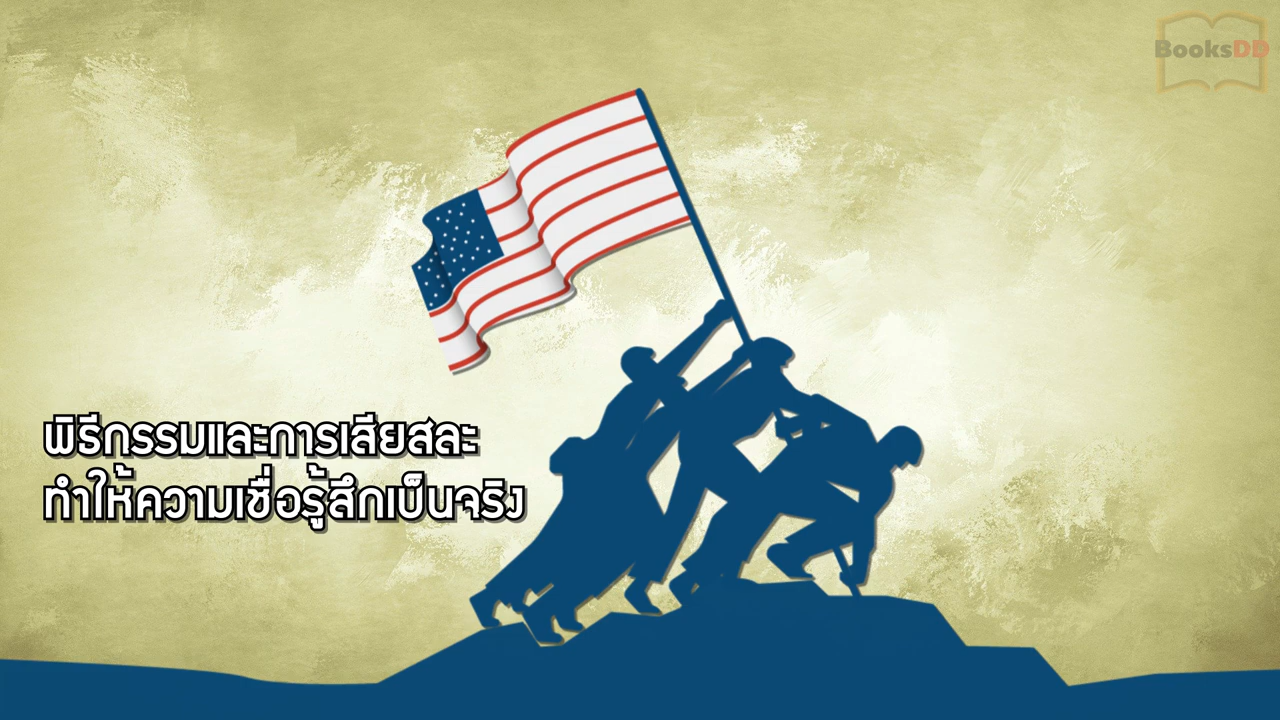 BooksDD
พิธีกรรมและการเสียสละ
ทำให้ความเชื่อรู้สึกเป็นจริง